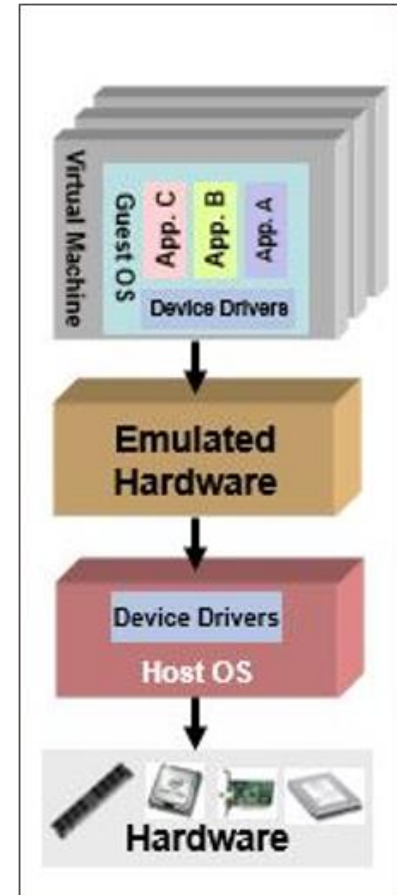 Virtual Machine
Guest OS
App. C
App. B
App. A
Device Drivers
Emulated
Hardware
Device Drivers
Host OS
Hardware